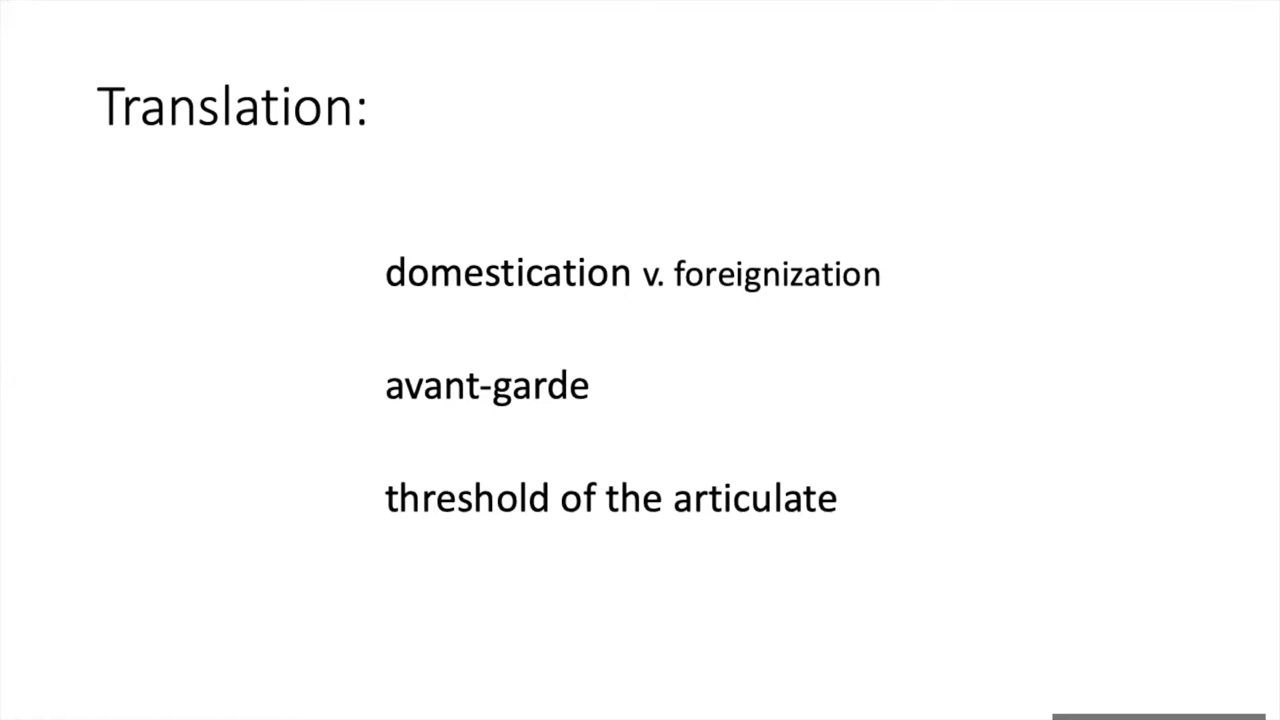 Translation:
domestication v. foreignization
avant-garde
threshold of the articulate